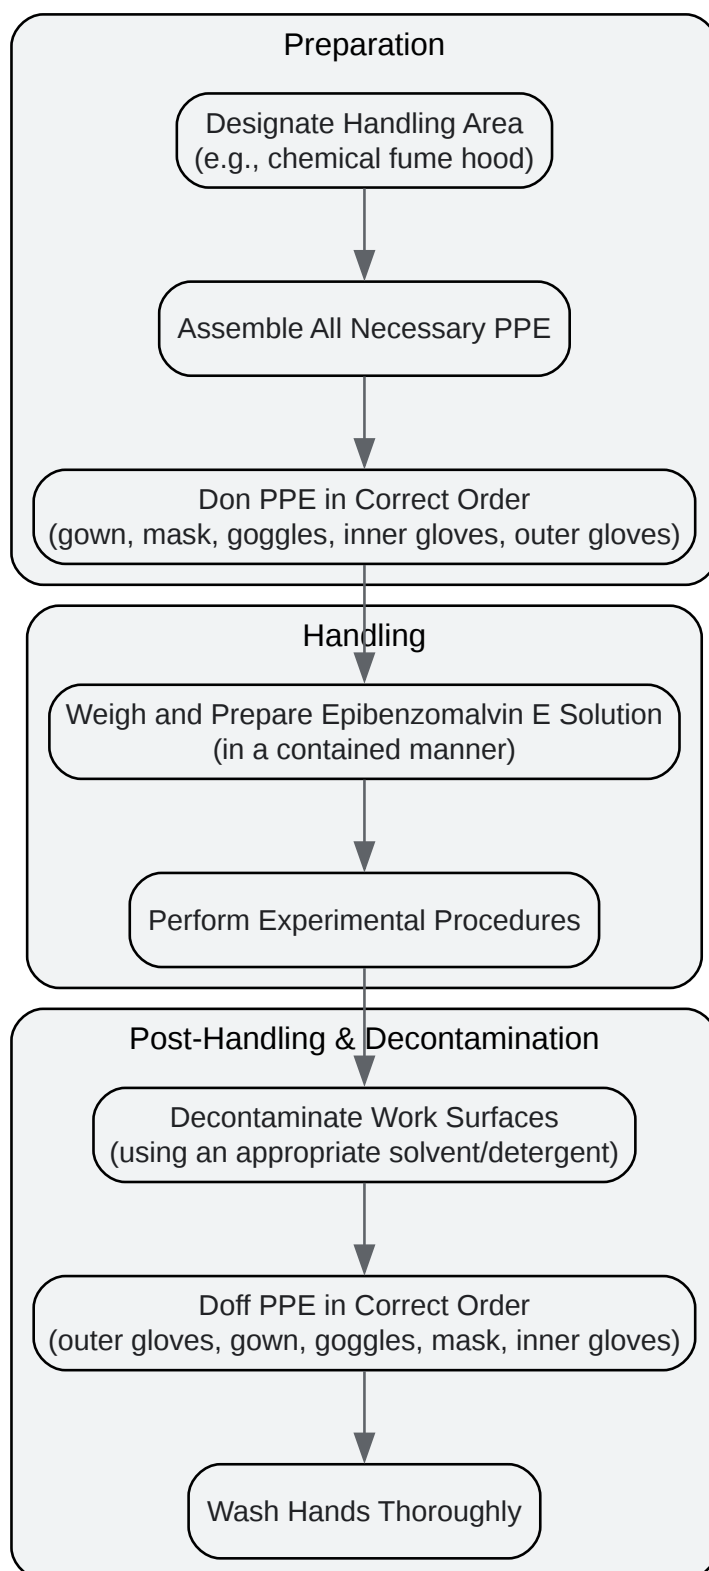 Preparation
Designate Handling Area
(e.g., chemical fume hood)
Assemble All Necessary PPE
Don PPE in Correct Order
(gown, mask, goggles, inner gloves, outer gloves)
Handling
Weigh and Prepare Epibenzomalvin E Solution
(in a contained manner)
Perform Experimental Procedures
Post-Handling & Decontamination
Decontaminate Work Surfaces
(using an appropriate solvent/detergent)
Doff PPE in Correct Order
(outer gloves, gown, goggles, mask, inner gloves)
Wash Hands Thoroughly